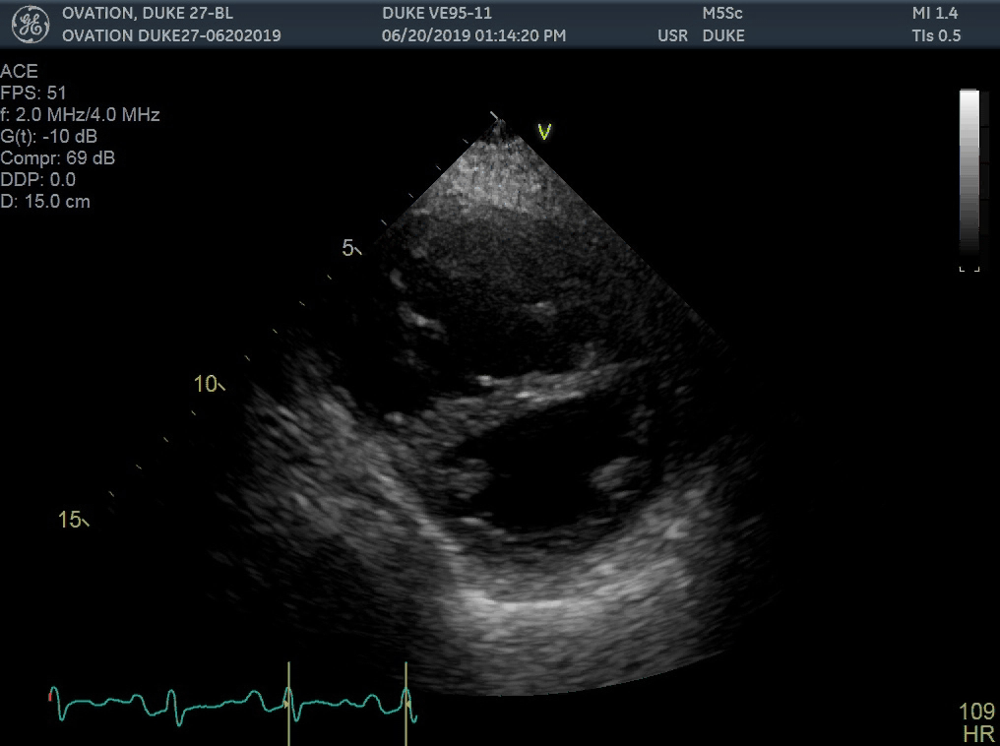 OVATION, DUKE 27-BL DUKE VE95-11 M5Sc MI 1.4
OVATION DUKE27-06202019 06/20/2019 01:14:20 PM USR DUKE TIs 0.5
ACE
FPS: 51
f: 2.0 MHz/4.0 MHz
G(t): -10 dB
Compr: 69 dB
DDP: 0.0
D: 15.0 cm
V
5
10
15
109
HR